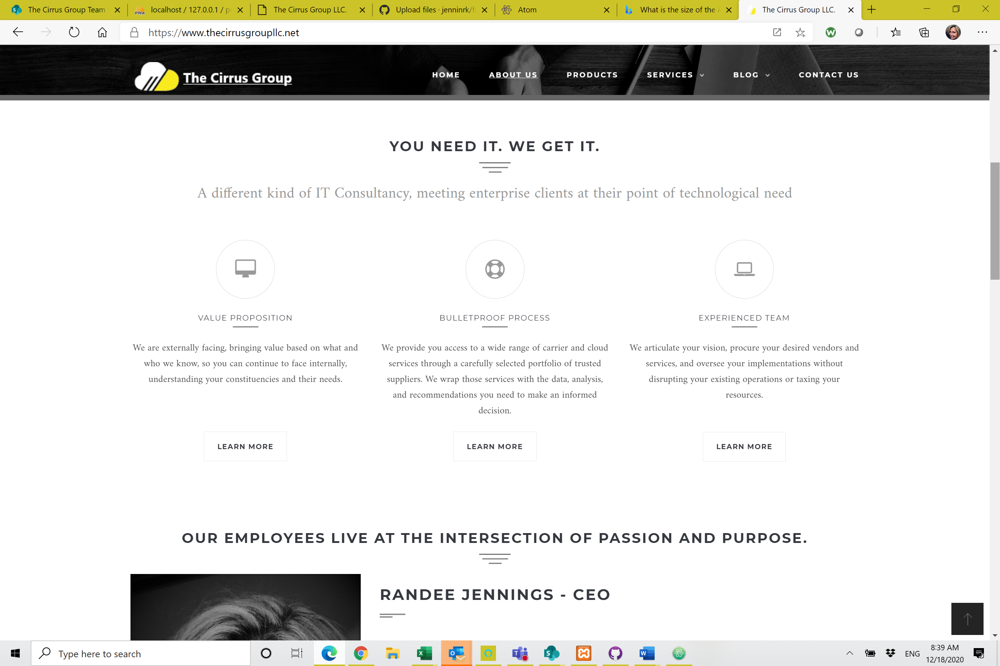 The Cirrus Group Team
localhost / 127.0.0.1 / p
The Cirrus Group LLC.
Upload files · jenninrk/f
Atom
What is the size of the
The Cirrus Group LLC.
https://www.thecirrusgroupllc.net
The Cirrus Group
HOME
ABOUT US
PRODUCTS
SERVICES
BLOG
CONTACT US
YOU NEED IT. WE GET IT.
A different kind of IT Consultancy, meeting enterprise clients at their point of technological need
VALUE PROPOSITION
We are externally facing, bringing value based on what and
who we know, so you can continue to face internally,
understanding your constituencies and their needs.
LEARN MORE
BULLETPROOF PROCESS
We provide you access to a wide range of carrier and cloud
services through a carefully selected portfolio of trusted
suppliers. We wrap those services with the data, analysis,
and recommendations you need to make an informed
decision.
LEARN MORE
EXPERIENCED TEAM
We articulate your vision, procure your desired vendors and
services, and oversee your implementations without
disrupting your existing operations or taxing your
resources.
LEARN MORE
OUR EMPLOYEES LIVE AT THE INTERSECTION OF PASSION AND PURPOSE.
RANDEE JENNINGS - CEO
Type here to search
ENG
8:39 AM
12/18/2020